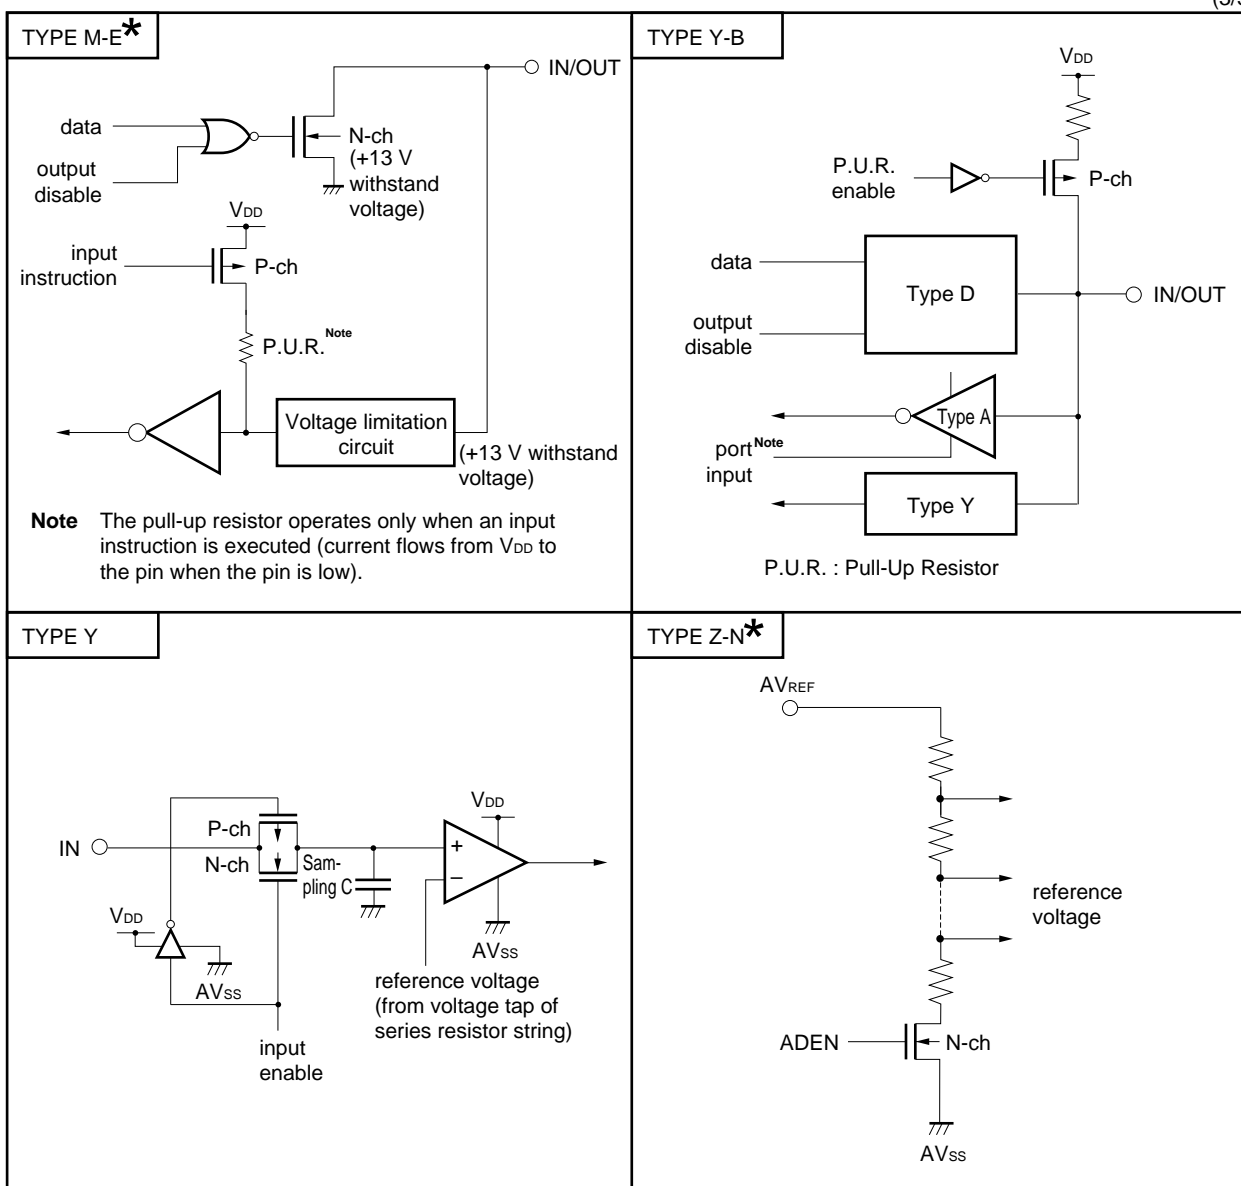 TYPE M-E*
IN/OUT
data
output
disable
N-ch
(+13 V
withstand
voltage)
VDD
input
instruction
P-ch
P.U.R. Note
Voltage limitation
circuit
(+13 V withstand
voltage)
Note The pull-up resistor operates only when an input
instruction is executed (current flows from VDD to
the pin when the pin is low).
TYPE Y-B
VDD
P.U.R.
enable
P-ch
data
Type D
IN/OUT
output
disable
Type A
port Note
input
Type Y
P.U.R. : Pull-Up Resistor
TYPE Y
VDD
P-ch
IN
N-ch
Sam-
pling C
+
−
VDD
AVSS
AVSS
reference voltage
(from voltage tap of
series resistor string)
input
enable
TYPE Z-N*
AVREF
reference
voltage
ADEN
N-ch
AVSS